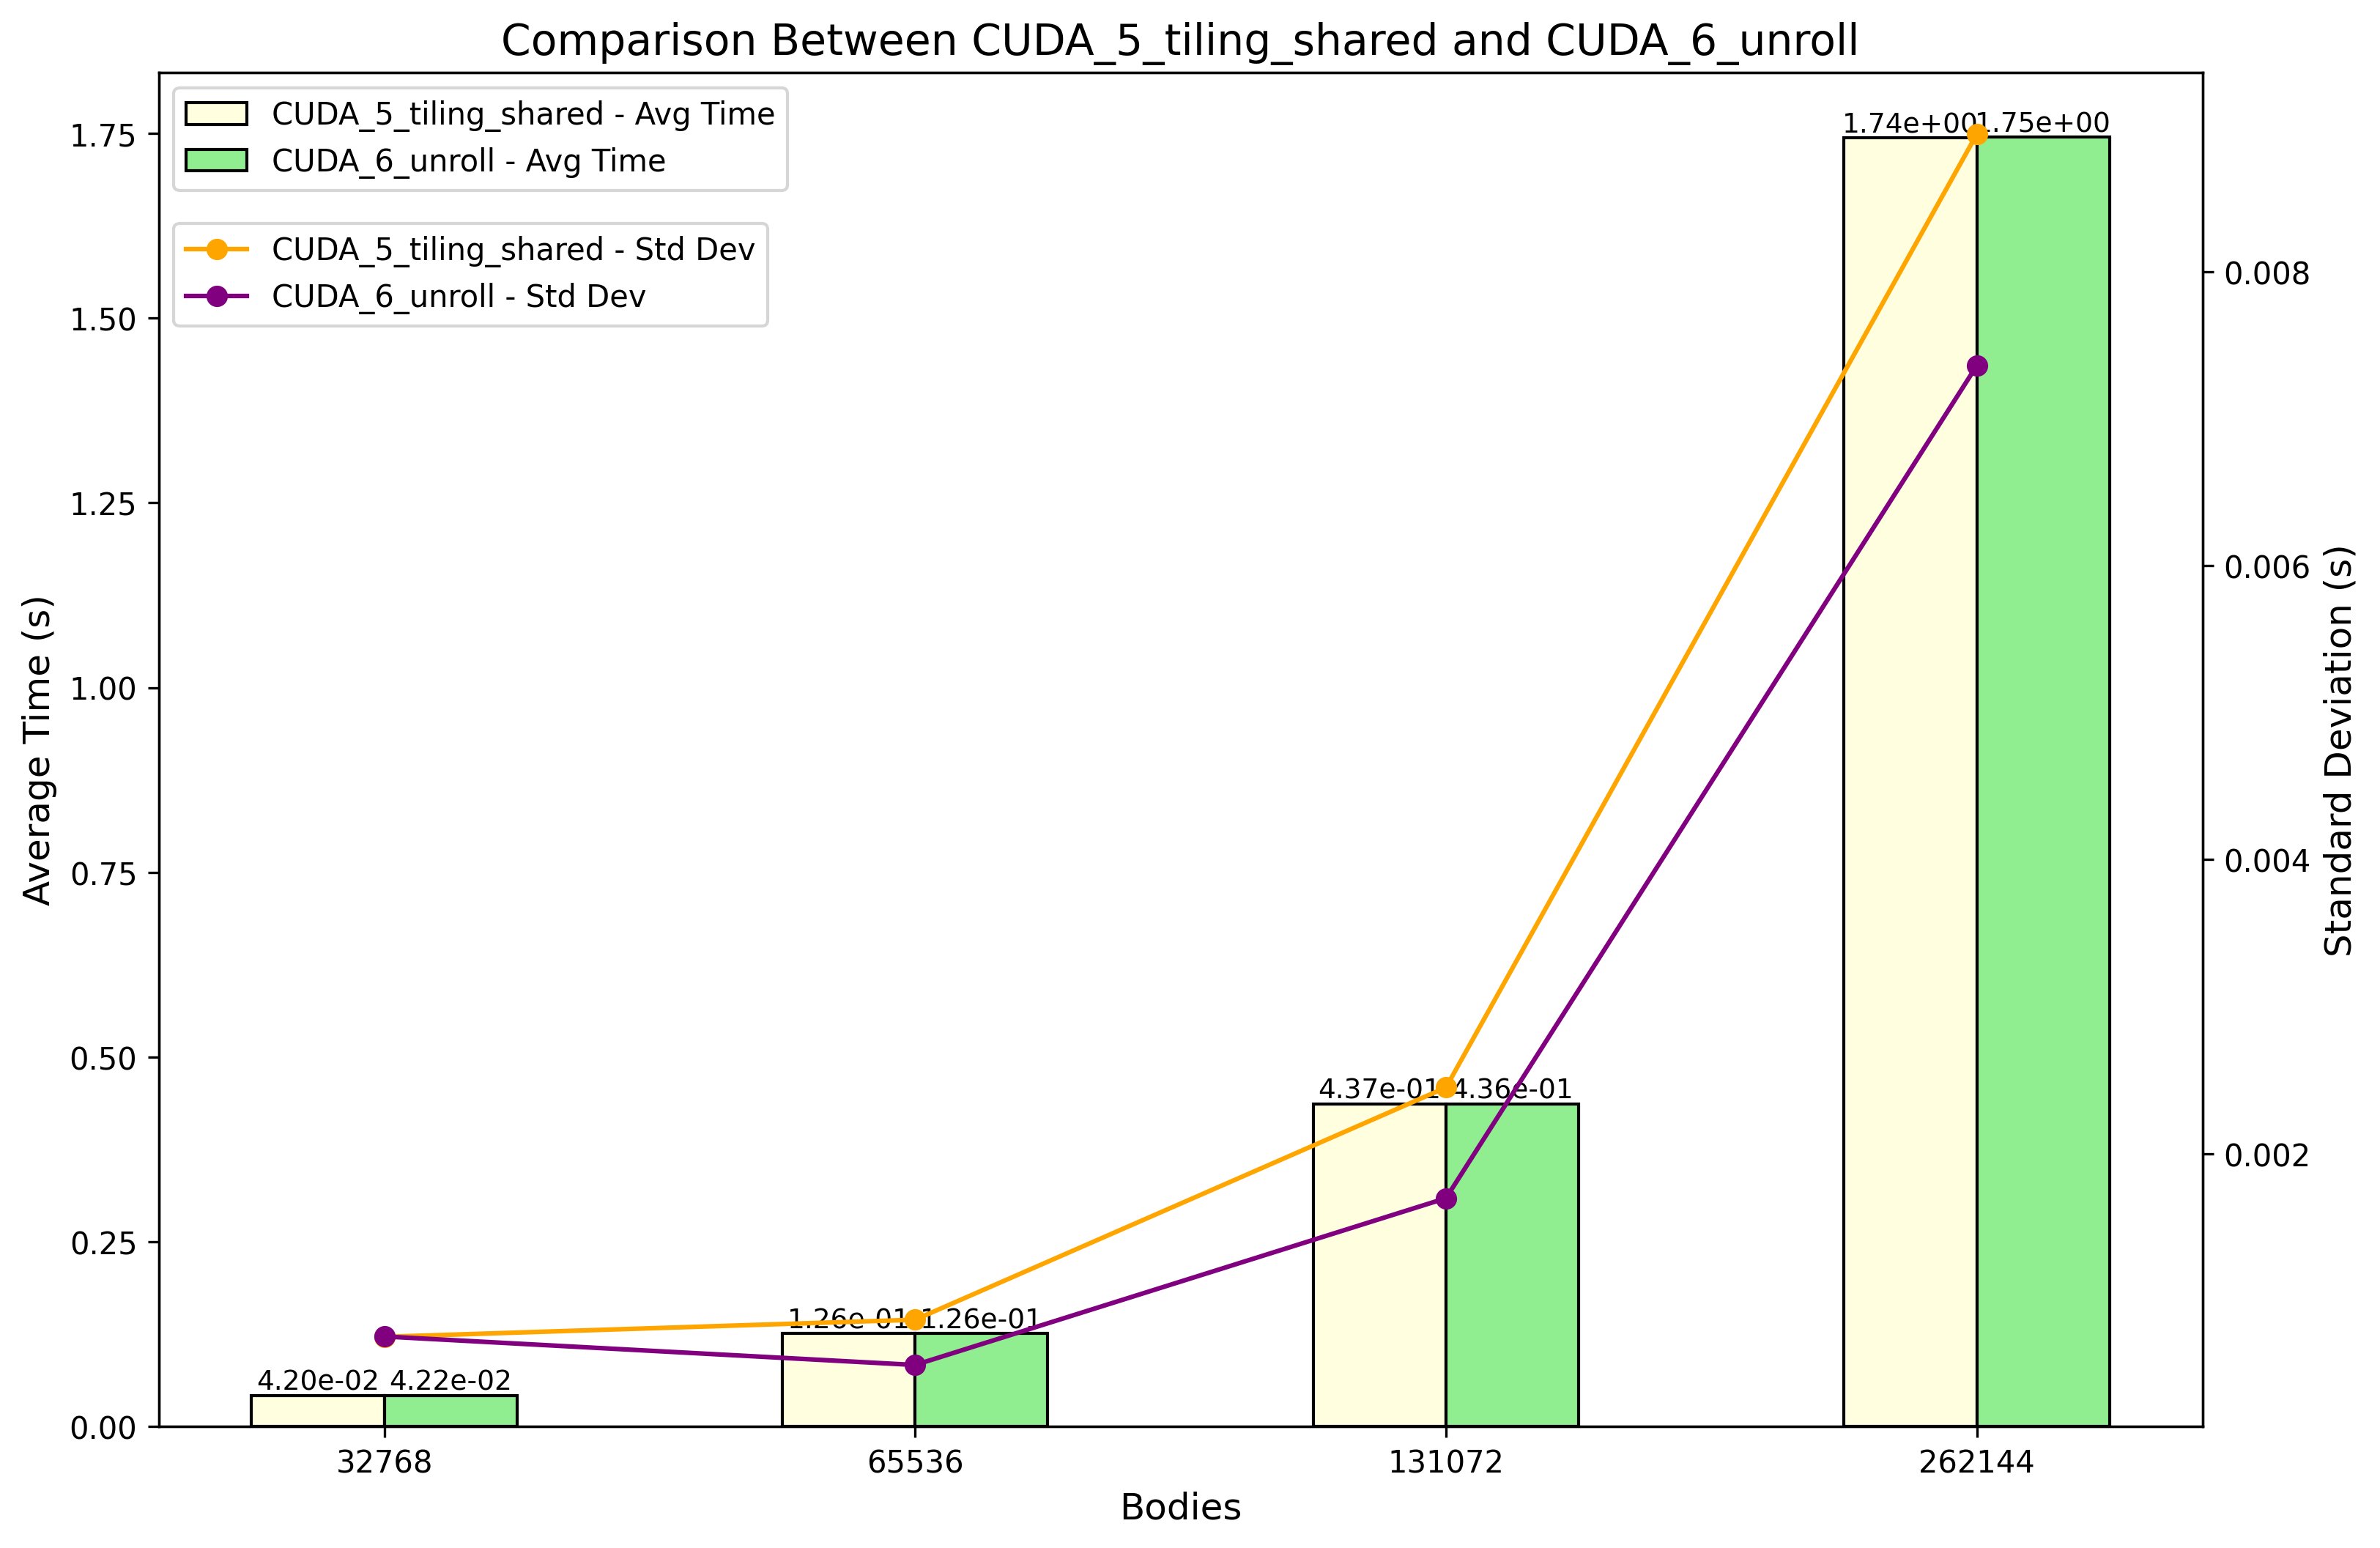 Comparison Between CUDA_5_tiling_shared and CUDA_6_unroll
CUDA_5_tiling_shared - Avg Time
CUDA_6_unroll - Avg Time
CUDA_5_tiling_shared - Std Dev
CUDA_6_unroll - Std Dev
Average Time (s)
1.75
1.50
1.25
1.00
0.75
0.50
0.25
0.00
4.20e-02 4.22e-02
1.26e-01 1.26e-01
4.37e-01 4.36e-01
1.74e+00 1.75e+00
0.008
0.006
0.004
0.002
Standard Deviation (s)
32768 65536 131072 262144
Bodies